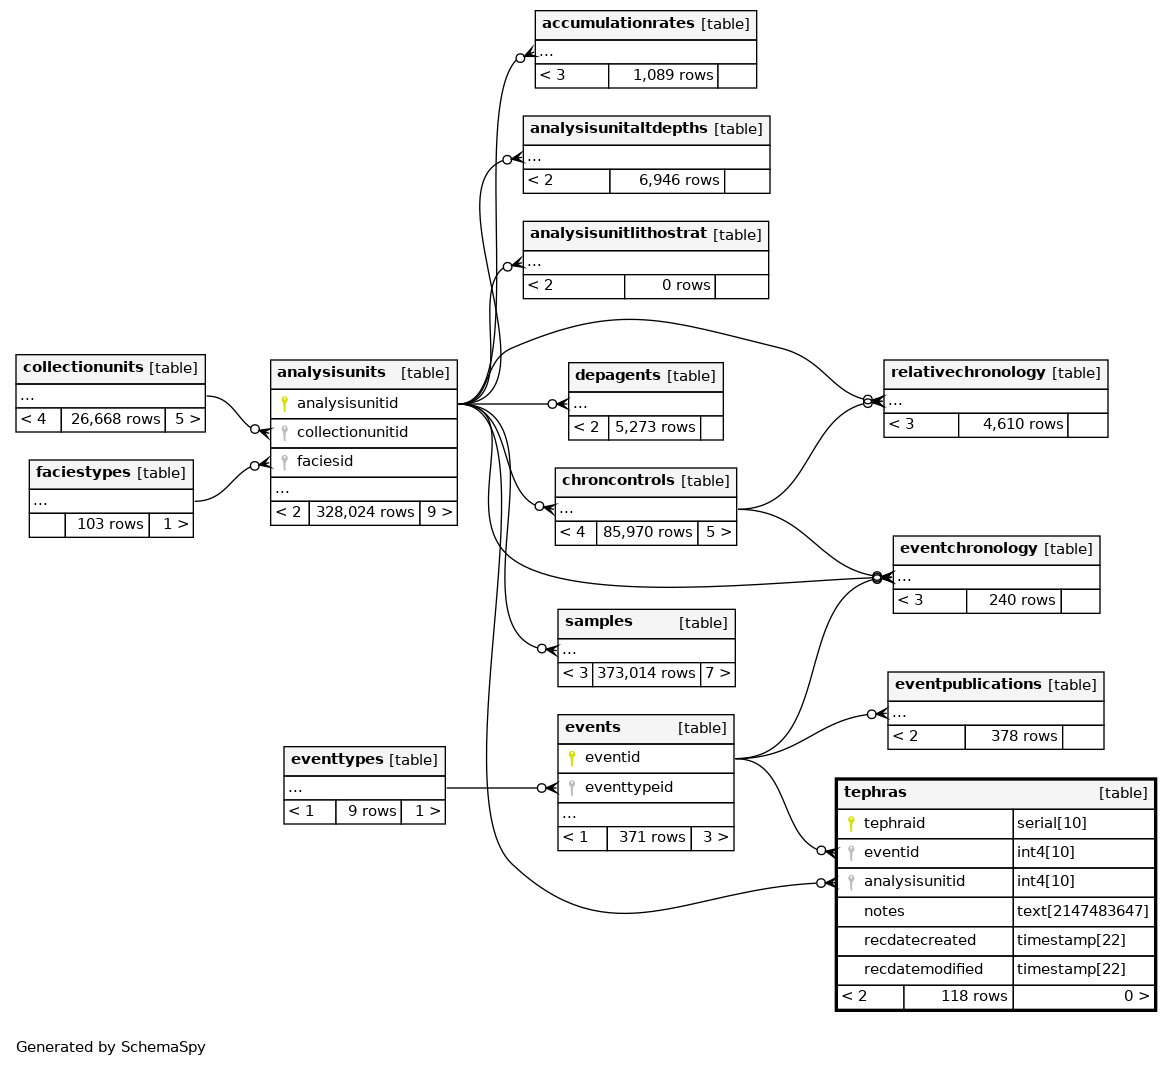 accumulationrates [table]
...
< 3 1,089 rows
analysisunitaltdepths [table]
...
< 2 6,946 rows
analysisunitlithostrat [table]
...
< 2 0 rows
collectionunits [table]
...
< 4 26,668 rows 5 >
faciestypes [table]
...
103 rows 1 >
analysisunits [table]
analysisunitid
collectionunitid
faciesid
...
< 2 328,024 rows 9 >
depagents [table]
...
< 2 5,273 rows
relativechronology [table]
...
< 3 4,610 rows
chroncontrols [table]
...
< 4 85,970 rows 5 >
eventchronology [table]
...
< 3 240 rows
samples [table]
...
< 3 373,014 rows 7 >
eventpublications [table]
...
< 2 378 rows
eventtypes [table]
...
< 1 9 rows 1 >
events [table]
eventid
eventtypeid
...
< 1 371 rows 3 >
tephras [table]
tephraid serial[10]
eventid int4[10]
analysisunitid int4[10]
notes text[2147483647]
recdatecreated timestamp[22]
recdatemodified timestamp[22]
< 2 118 rows 0 >
Generated by SchemaSpy